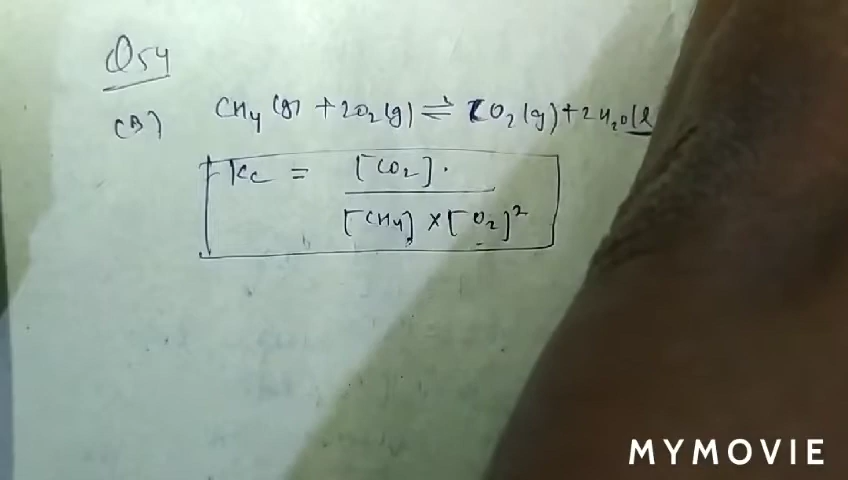 Q54
(B) CH4 (g) + 2O2 (g) ⇌ CO2 (g) + 2H2O (l
Kc = [CO2].
[CH4] × [O2]²
MYMOVIE